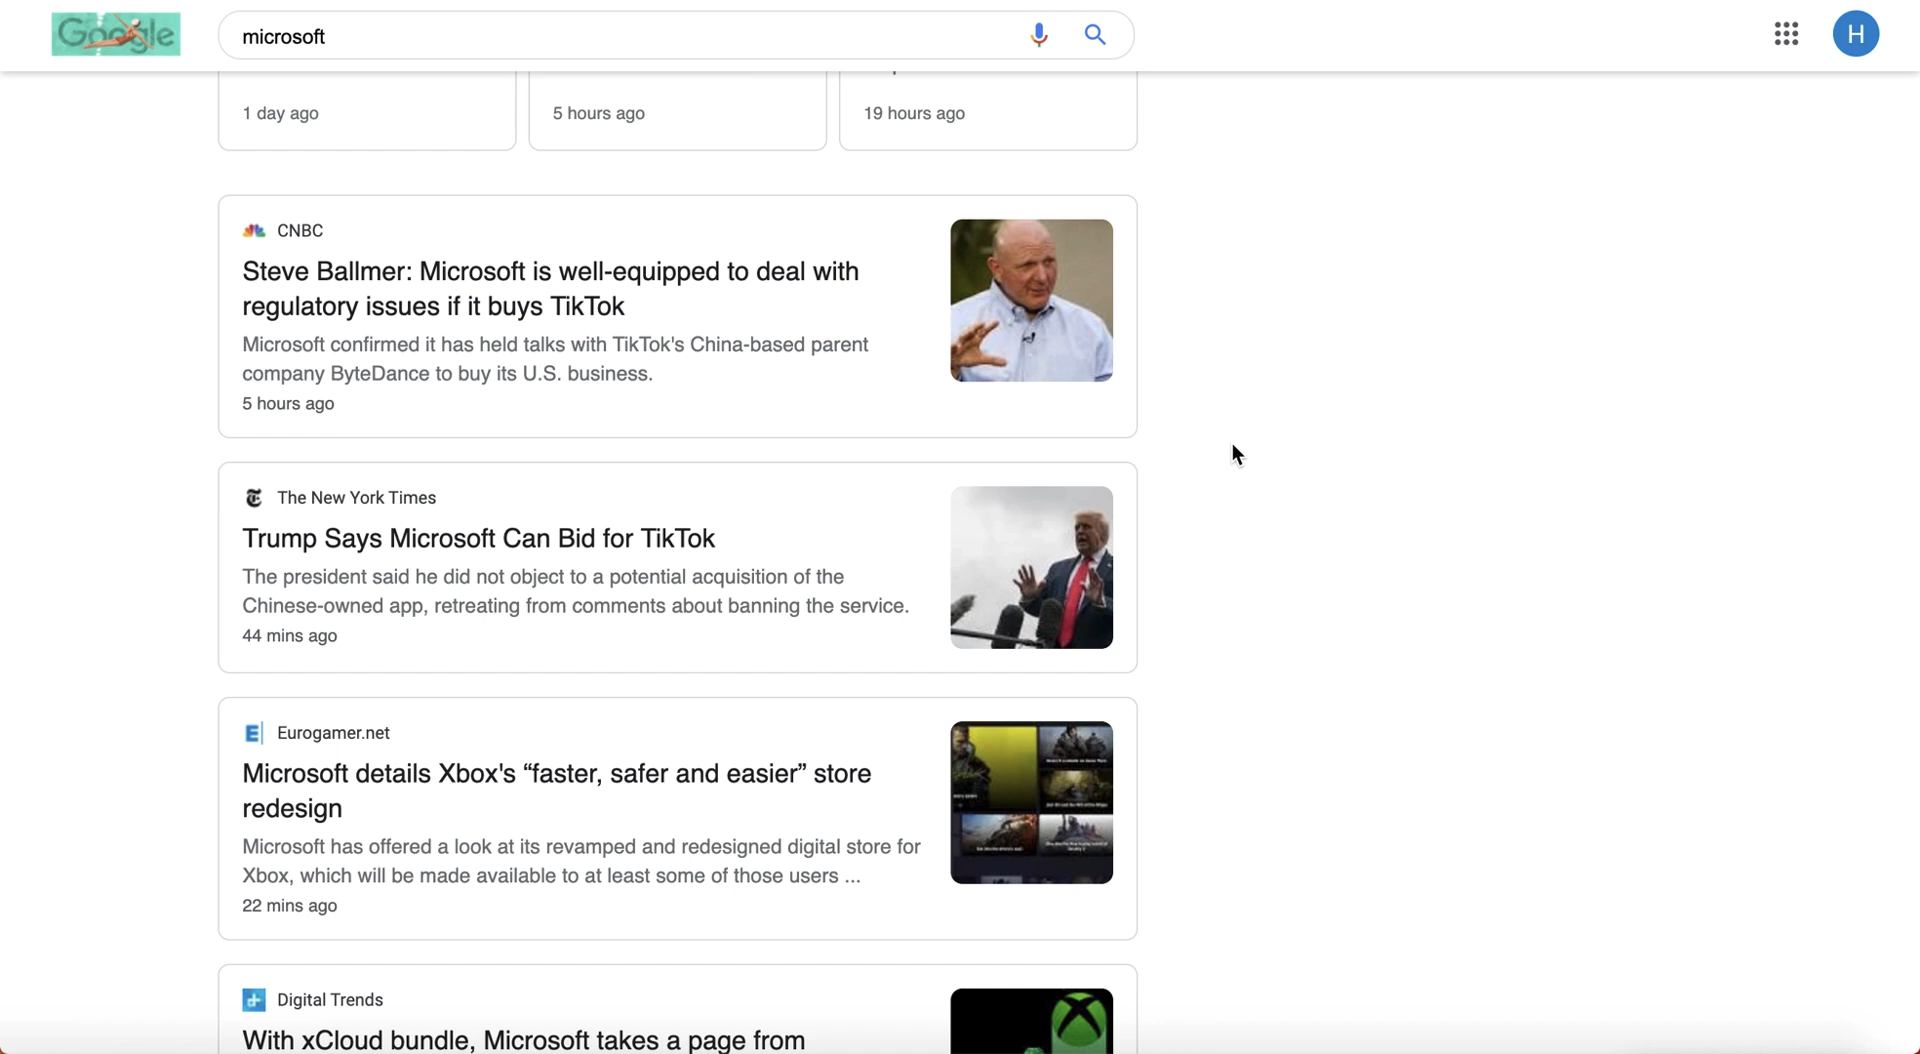 Google
microsoft
H
1 day ago
5 hours ago
19 hours ago
CNBC
Steve Ballmer: Microsoft is well-equipped to deal with
regulatory issues if it buys TikTok
Microsoft confirmed it has held talks with TikTok's China-based parent
company ByteDance to buy its U.S. business.
5 hours ago
The New York Times
Trump Says Microsoft Can Bid for TikTok
The president said he did not object to a potential acquisition of the
Chinese-owned app, retreating from comments about banning the service.
44 mins ago
Eurogamer.net
Microsoft details Xbox's “faster, safer and easier” store
redesign
Microsoft has offered a look at its revamped and redesigned digital store for
Xbox, which will be made available to at least some of those users ...
22 mins ago
Digital Trends
With xCloud bundle, Microsoft takes a page from